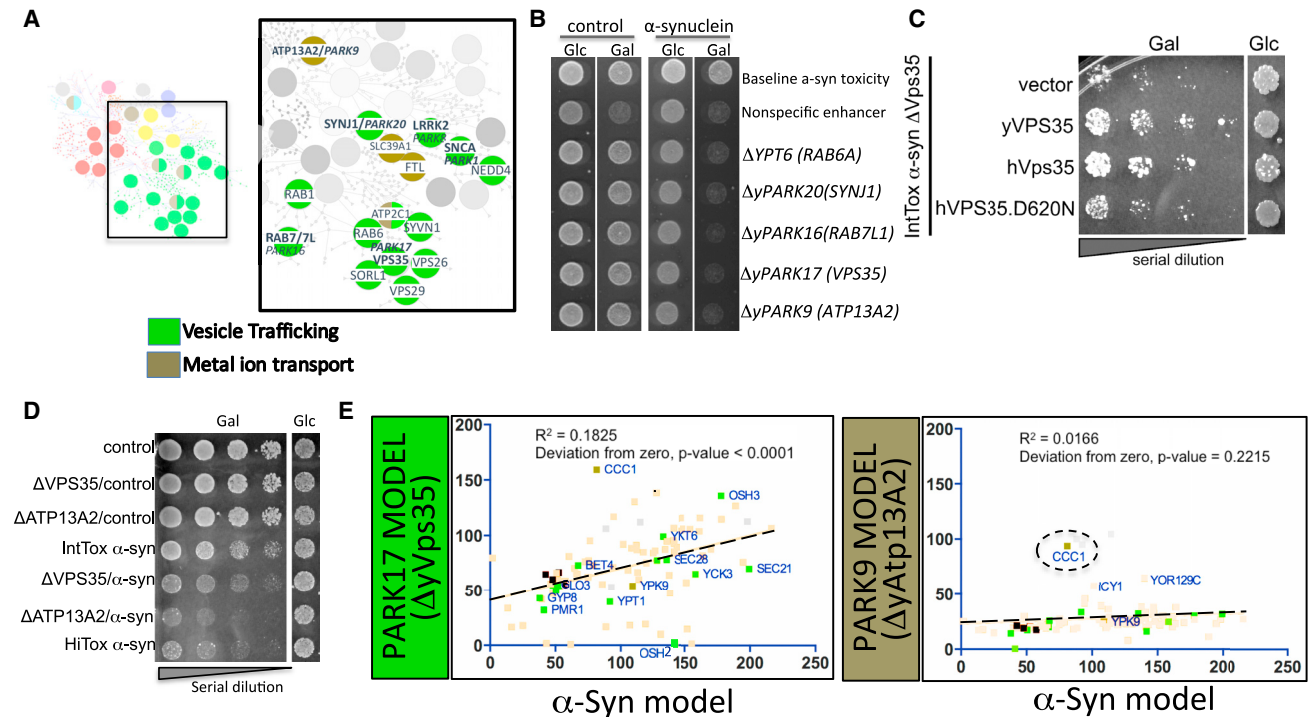 A
ATP13A2/PARK9
SYNJ1/PARK20
LRRK2
PARK8
SLC39A1
SNCA
PARK1
FTL
NEDD4
RAB1
ATP2C1
RAB6
SYVN1
RAB7/7L
PARK16
PARK17
VPS35
VPS26
SORL1
VPS29
Vesicle Trafficking
Metal ion transport
B
control α-synuclein
Glc Gal Glc Gal
Baseline a-syn toxicity
Nonspecific enhancer
ΔYPT6 (RAB6A)
ΔyPARK20(SYNJ1)
ΔyPARK16(RAB7L1)
ΔyPARK17 (VPS35)
ΔyPARK9 (ATP13A2)
C
Gal Glc
IntTox α-syn ΔVps35
vector
yVPS35
hVps35
hVPS35.D620N
serial dilution
D
Gal Glc
control
ΔVPS35/control
ΔATP13A2/control
IntTox α-syn
ΔVPS35/α-syn
ΔATP13A2/α-syn
HiTox α-syn
Serial dilution
E
PARK17 MODEL
(ΔyVps35)
200
150
100
50
0
R² = 0.1825
Deviation from zero, p-value < 0.0001
CCC1
OSH3
YKT6
BET4
SEC28
SEC21
YCK3
SLO3
YPK9
GYP8
YPT1
PMR1
OSH2
0 50 100 150 200 250
α-Syn model
PARK9 MODEL
(ΔyAtp13A2)
200
150
100
50
0
R² = 0.0166
Deviation from zero, p-value = 0.2215
CCC1
ICY1
YOR129C
YPK9
0 50 100 150 200 250
α-Syn model